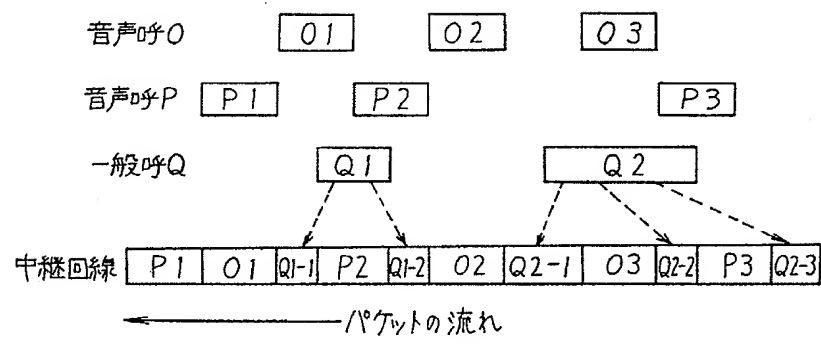 音声呼O O1 O2 O3
音声呼P P1 P2 P3
一般呼Q Q1 Q2
中継回線 P1 O1 Q1-1 P2 Q1-2 O2 Q2-1 O3 Q2-2 P3 Q2-3
パケットの流れ